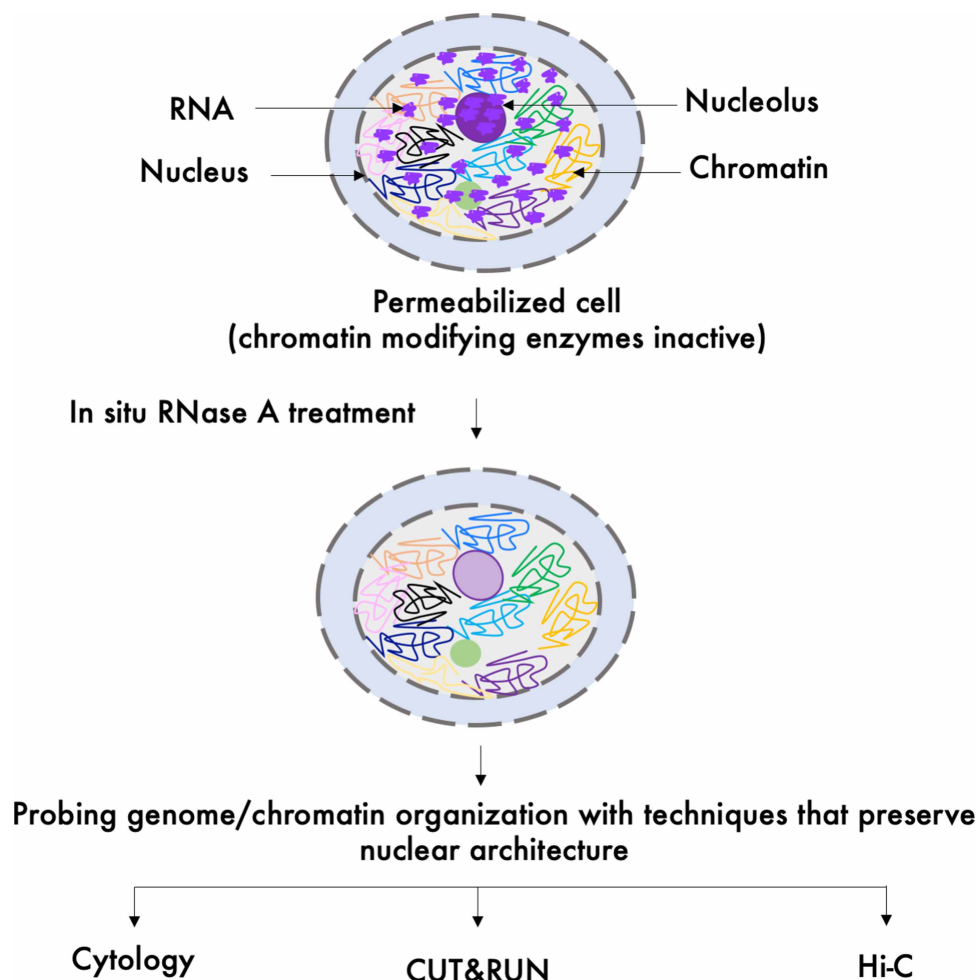 RNA
Nucleolus
Nucleus
Chromatin
Permeabilized cell
(chromatin modifying enzymes inactive)
In situ RNase A treatment
Probing genome/chromatin organization with techniques that preserve
nuclear architecture
Cytology
CUT&RUN
Hi-C